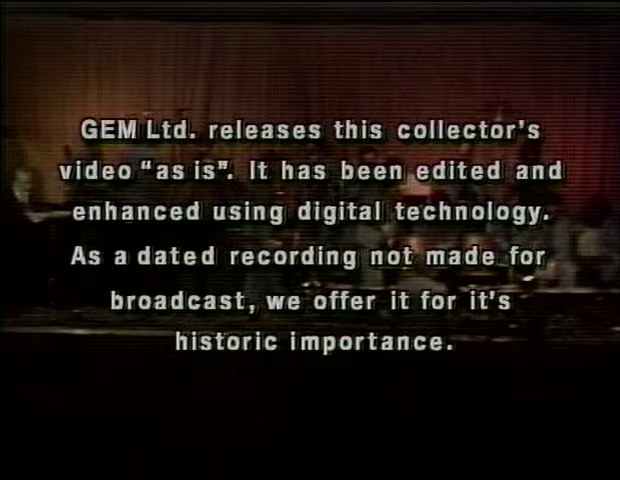 GEM Ltd. releases this collector's
video "as is". It has been edited and
enhanced using digital technology.
As a dated recording not made for
broadcast, we offer it for it's
historic importance.